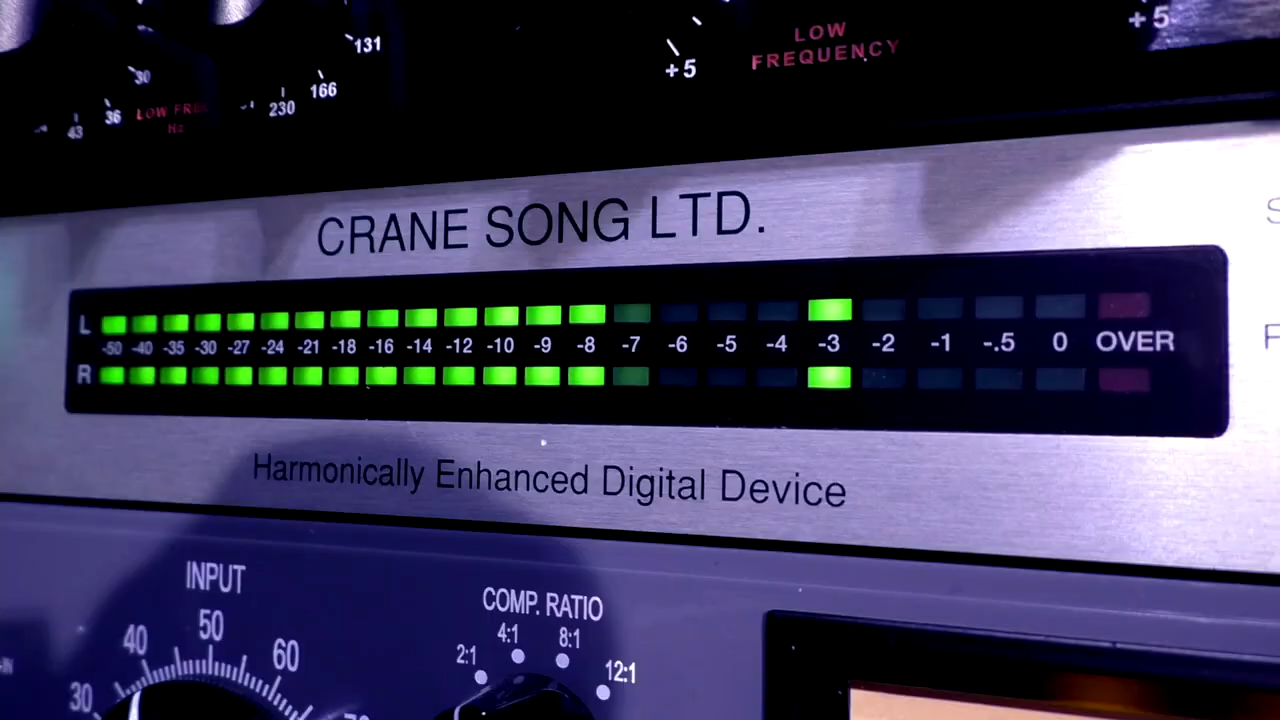 131
+5
LOW
FREQUENCY
+5
30
166
36
LOW
230
43
Hz
CRANE SONG LTD.
L
-50 -40 -35 -30 -27 -24 -21 -18 -16 -14 -12 -10 -9 -8 -7 -6 -5 -4 -3 -2 -1 -.5 0 OVER
R
Harmonically Enhanced Digital Device
INPUT
40 50 60
30
COMP. RATIO
2:1 4:1 8:1 12:1